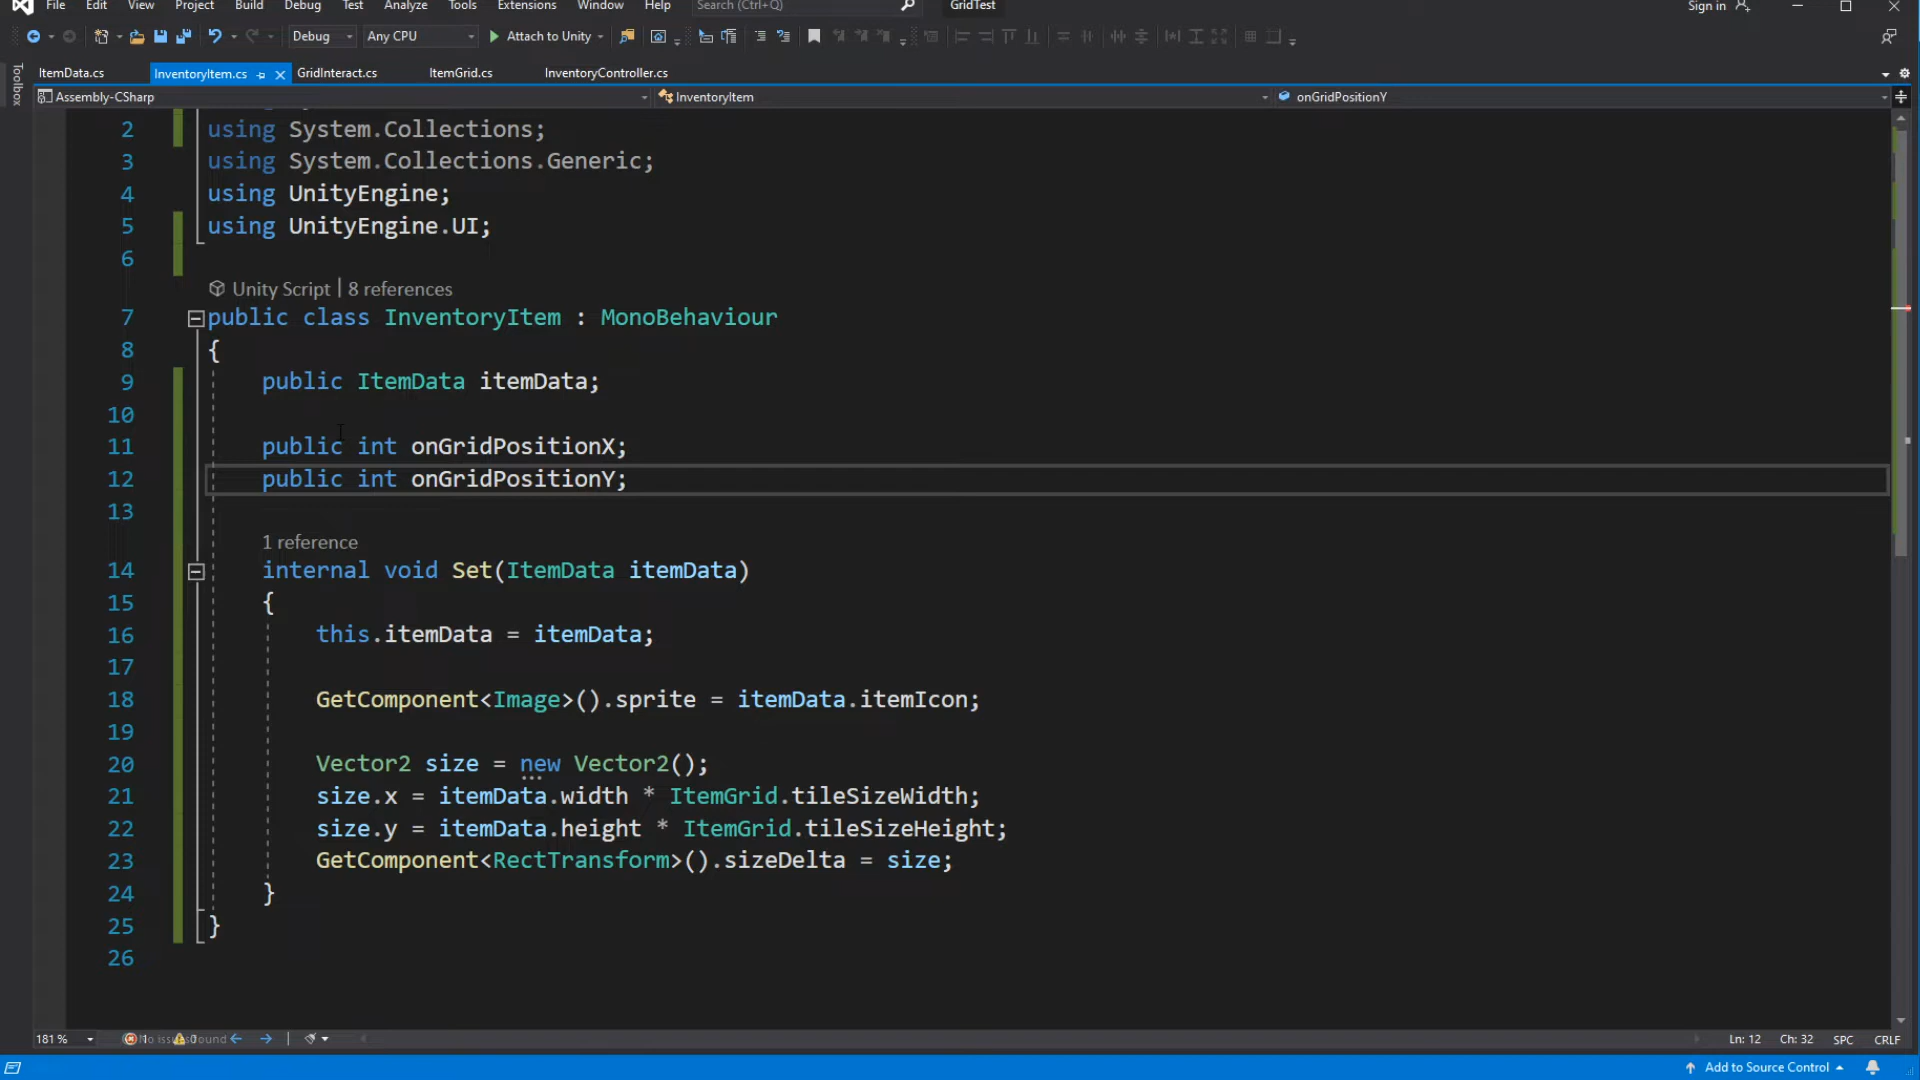 File Edit View Project Build Debug Test Analyze Tools Extensions Window Help Search (Ctrl+Q) GridTest Sign in
Debug Any CPU Attach to Unity
Toolbox
ItemData.cs InventoryItem.cs GridInteract.cs ItemGrid.cs InventoryController.cs
Assembly-CSharp InventoryItem onGridPositionY
2 using System.Collections;
3 using System.Collections.Generic;
4 using UnityEngine;
5 using UnityEngine.UI;
6
Unity Script | 8 references
7 public class InventoryItem : MonoBehaviour
8 {
9 public ItemData itemData;
10
11 public int onGridPositionX;
12 public int onGridPositionY;
13
1 reference
14 internal void Set(ItemData itemData)
15 {
16 this.itemData = itemData;
17
18 GetComponent<Image>().sprite = itemData.itemIcon;
19
20 Vector2 size = new Vector2();
21 size.x = itemData.width * ItemGrid.tileSizeWidth;
22 size.y = itemData.height * ItemGrid.tileSizeHeight;
23 GetComponent<RectTransform>().sizeDelta = size;
24 }
25 }
26
181 % Ln: 12 Ch: 32 SPC CRLF
Add to Source Control